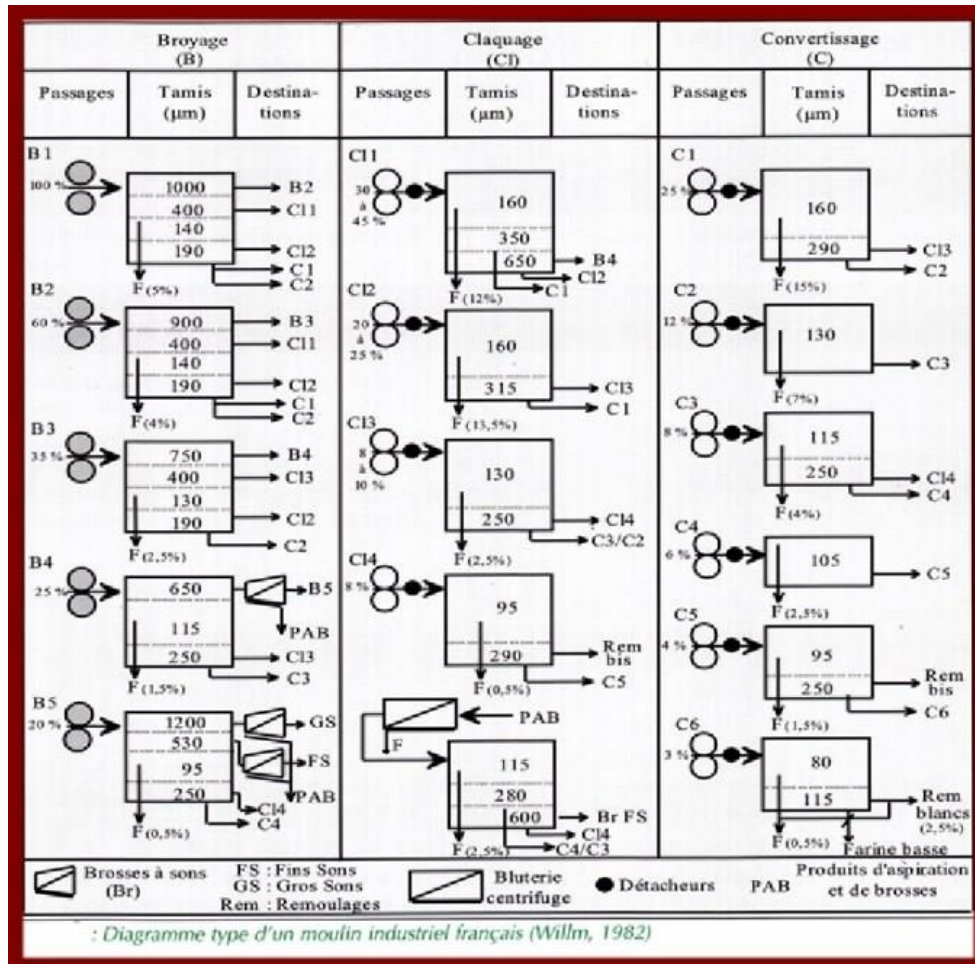 Broyage
(B)
Claquage
(Cl)
Convertissage
(C)
Passages
Tamis
(µm)
Destina-
tions
Passages
Tamis
(µm)
Destina-
tions
Passages
Tamis
(µm)
Destina-
tions
B1
100 %
1000
400
140
190
B2
Cl1
Cl2
C1
C2
F (5%)
B2
60 %
900
400
140
190
B3
Cl1
Cl2
C1
C2
F (4%)
B3
35 %
750
400
130
190
B4
Cl3
Cl2
C2
F (2,5%)
B4
25 %
650
115
250
B5
PAB
Cl3
C3
F (1,5%)
B5
20 %
1200
530
95
250
GS
FS
PAB
Cl4
C4
F (0,5%)
Cl1
30
à
45 %
160
350
650
B4
Cl2
C1
F (12%)
Cl2
20
à
25 %
160
315
Cl3
C1
F (13,5%)
Cl3
8
à
10 %
130
250
Cl4
C3/C2
F (2,5%)
Cl4
8 %
95
290
Rem
bis
C5
F (0,5%)
PAB
F
115
280
600
Br FS
Cl4
C4/C3
F (2,5%)
C1
25 %
160
290
Cl3
C2
F (15%)
C2
12 %
130
C3
F (7%)
C3
8 %
115
250
Cl4
C4
F (4%)
C4
6 %
105
C5
F (2,5%)
C5
4 %
95
250
Rem
bis
C6
F (1,5%)
C6
3 %
80
115
Rem
blancs
(2,5%)
F (0,5%)
Farine basse
Brosses à sons
(Br)
FS : Fins Sons
GS : Gros Sons
Rem : Remoulages
Bluterie
centrifuge
Détacheurs
PAB
Produits d'aspiration
et de brosses
: Diagramme type d'un moulin industriel français (Willm, 1982)